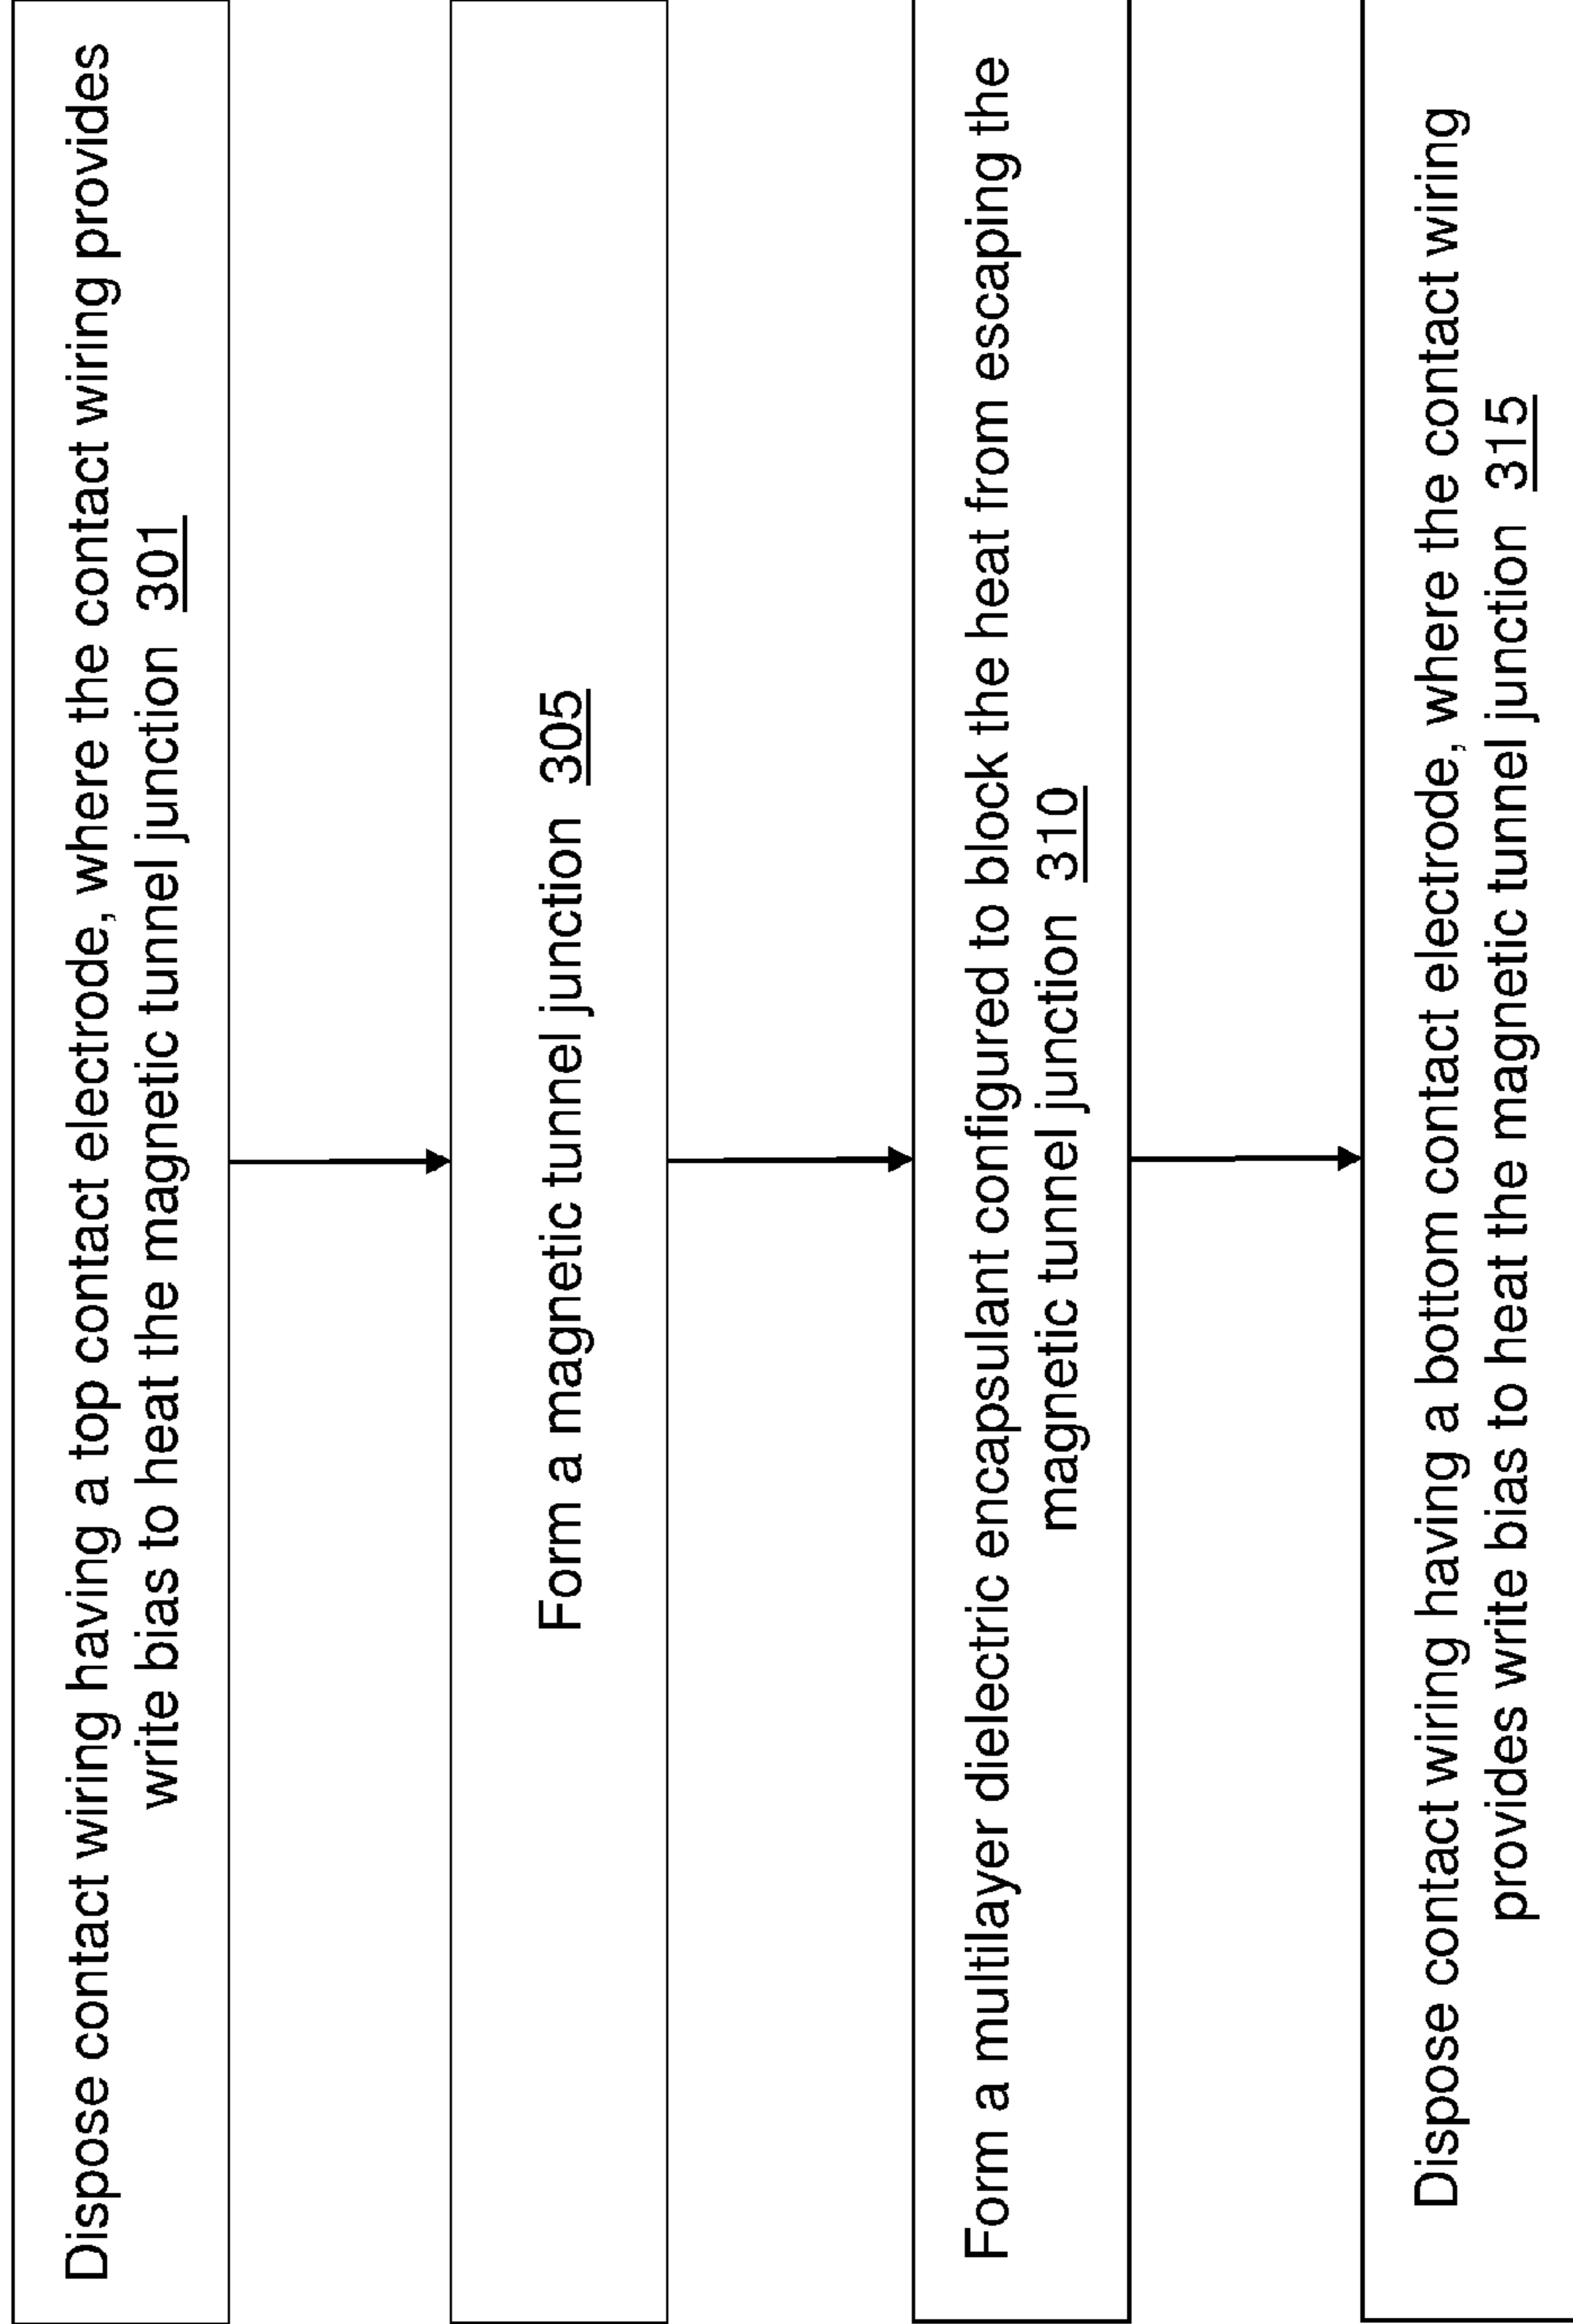 Dispose contact wiring having a top contact electrode, where the contact wiring provides
write bias to heat the magnetic tunnel junction 301
Form a magnetic tunnel junction 305
Form a multilayer dielectric encapsulant configured to block the heat from escaping the
magnetic tunnel junction 310
Dispose contact wiring having a bottom contact electrode, where the contact wiring
provides write bias to heat the magnetic tunnel junction 315